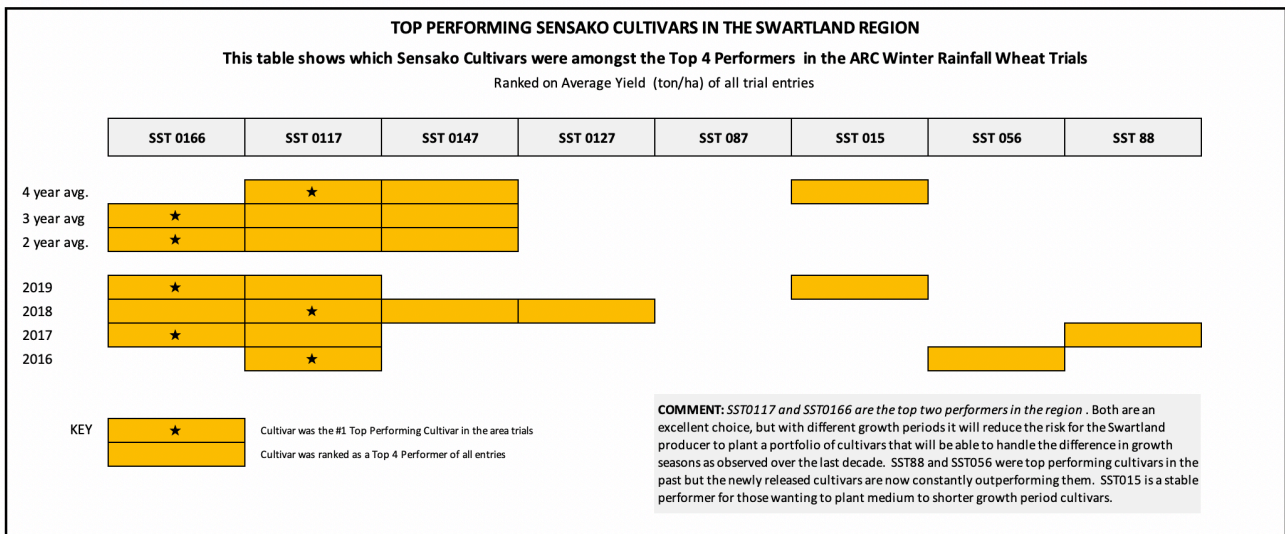 TOP PERFORMING SENSAKO CULTIVARS IN THE SWARTLAND REGION
This table shows which Sensako Cultivars were amongst the Top 4 Performers in the ARC Winter Rainfall Wheat Trials
Ranked on Average Yield (ton/ha) of all trial entries
SST 0166 SST 0117 SST 0147 SST 0127 SST 087 SST 015 SST 056 SST 88
4 year avg. ★
3 year avg ★
2 year avg. ★
2019 ★
2018 ★
2017 ★
2016 ★
KEY ★ Cultivar was the #1 Top Performing Cultivar in the area trials
Cultivar was ranked as a Top 4 Performer of all entries
COMMENT: SST0117 and SST0166 are the top two performers in the region . Both are an
excellent choice, but with different growth periods it will reduce the risk for the Swartland
producer to plant a portfolio of cultivars that will be able to handle the difference in growth
seasons as observed over the last decade. SST88 and SST056 were top performing cultivars in the
past but the newly released cultivars are now constantly outperforming them. SST015 is a stable
performer for those wanting to plant medium to shorter growth period cultivars.